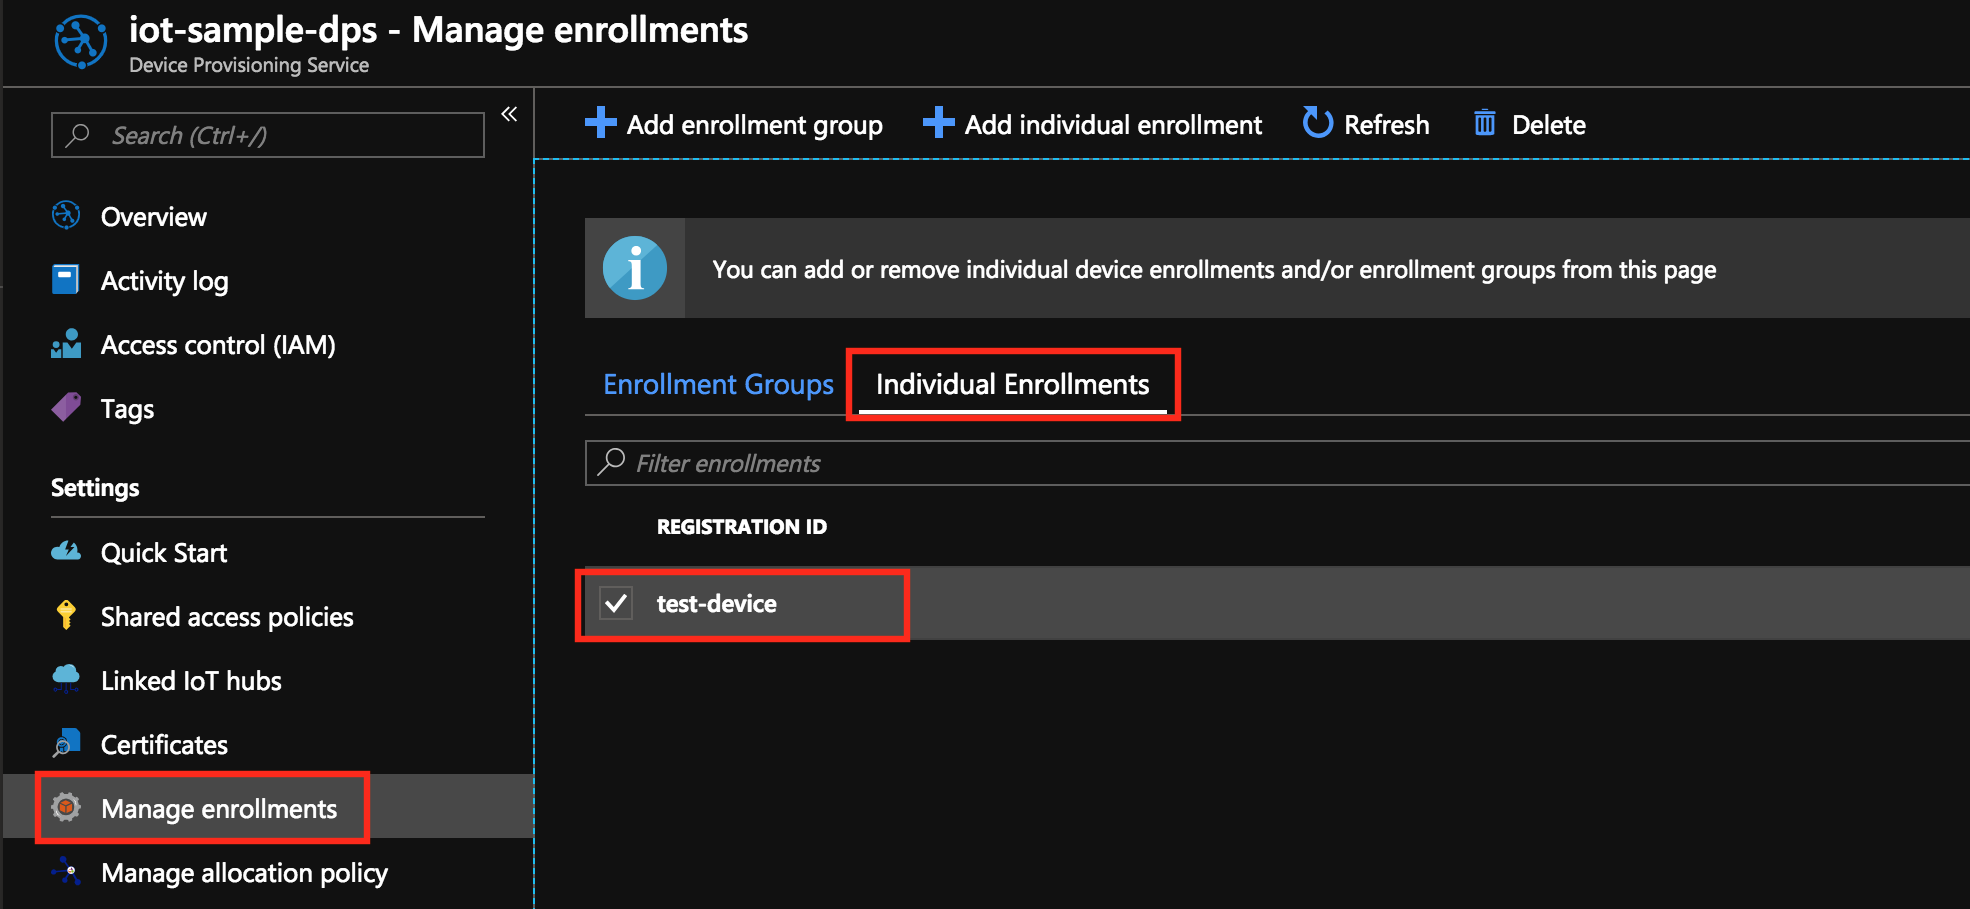 iot-sample-dps - Manage enrollments
Device Provisioning Service
Search (Ctrl+/)
Overview
Activity log
Access control (IAM)
Tags
Settings
Quick Start
Shared access policies
Linked IoT hubs
Certificates
Manage enrollments
Manage allocation policy
Add enrollment group Add individual enrollment Refresh Delete
You can add or remove individual device enrollments and/or enrollment groups from this page
Enrollment Groups Individual Enrollments
Filter enrollments
REGISTRATION ID
test-device